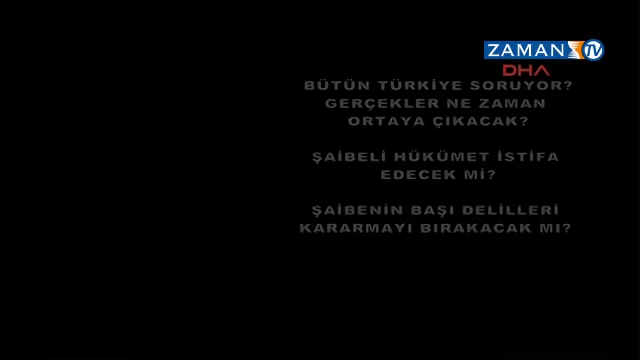 ZAMAN TV
DHA
BÜTÜN TÜRKİYE SORUYOR?
GERÇEKLER NE ZAMAN
ORTAYA ÇIKACAK?
ŞAİBELİ HÜKÜMET İSTİFA
EDECEK Mİ?
ŞAİBENİN BAŞI DELİLLERİ
KARARMAYI BIRAKACAK MI?